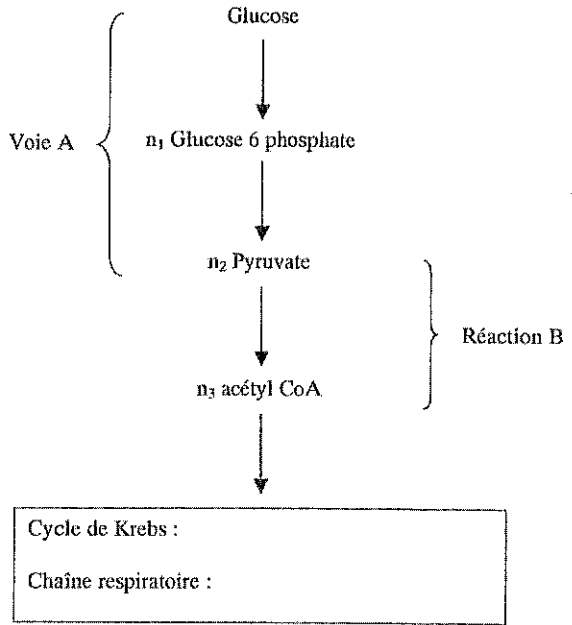 Glucose
Voie A
n₁ Glucose 6 phosphate
n₂ Pyruvate
Réaction B
n₃ acétyl CoA
Cycle de Krebs :
Chaîne respiratoire :